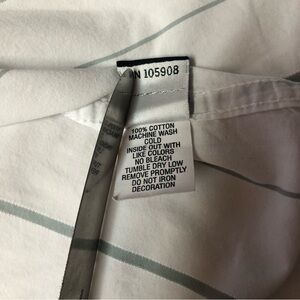 N 105908
100% COTTON
MACHINE WASH
COLD
INSIDE OUT WITH
LIKE COLORS
NO BLEACH
TUMBLE DRY LOW
REMOVE PROMPTLY
DO NOT IRON
DECORATION